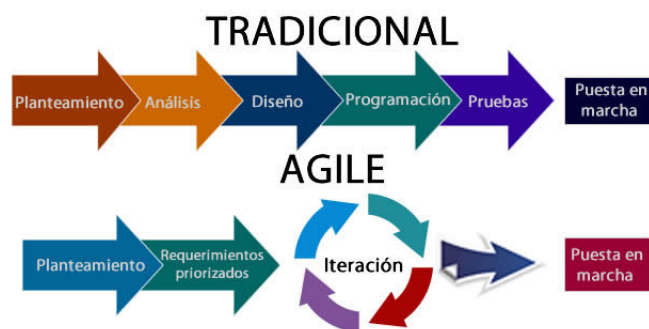 TRADICIONAL
Planteamiento
Análisis
Diseño
Programación
Pruebas
Puesta en
marcha
AGILE
Planteamiento
Requerimientos
priorizados
Iteración
Puesta en
marcha